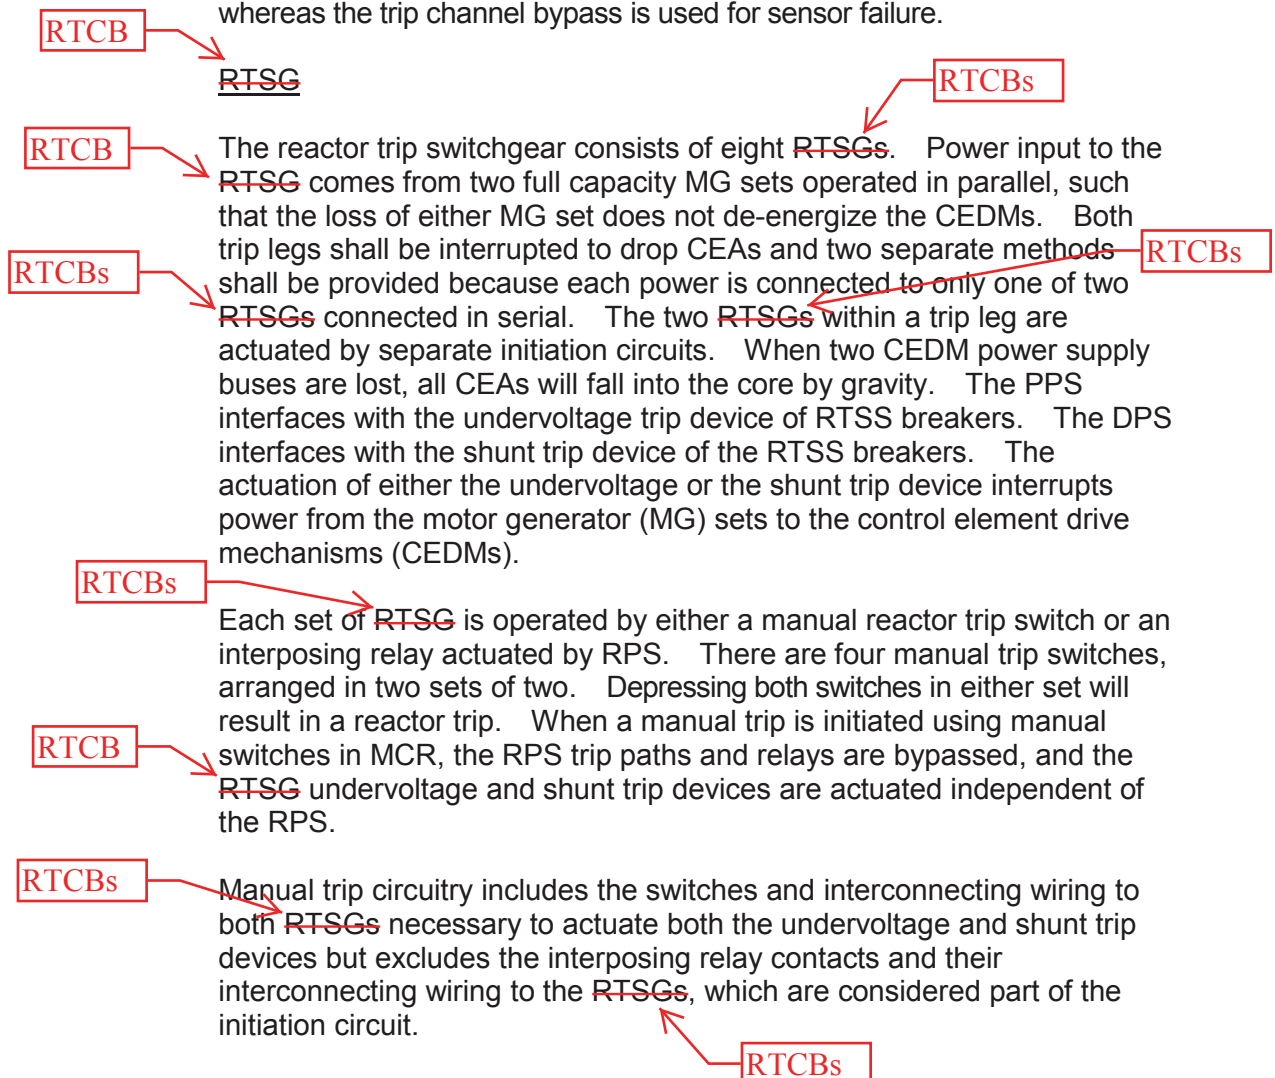 whereas the trip channel bypass is used for sensor failure.
RTCB
RTSG
RTCBs
RTCB
The reactor trip switchgear consists of eight RTSGs. Power input to the
RTSG comes from two full capacity MG sets operated in parallel, such
that the loss of either MG set does not de-energize the CEDMs. Both
trip legs shall be interrupted to drop CEAs and two separate methods
RTCBs
RTCBs
shall be provided because each power is connected to only one of two
RTSGs connected in serial. The two RTSGs within a trip leg are
actuated by separate initiation circuits. When two CEDM power supply
buses are lost, all CEAs will fall into the core by gravity. The PPS
interfaces with the undervoltage trip device of RTSS breakers. The DPS
interfaces with the shunt trip device of the RTSS breakers. The
actuation of either the undervoltage or the shunt trip device interrupts
power from the motor generator (MG) sets to the control element drive
mechanisms (CEDMs).
RTCBs
Each set of RTSG is operated by either a manual reactor trip switch or an
interposing relay actuated by RPS. There are four manual trip switches,
arranged in two sets of two. Depressing both switches in either set will
result in a reactor trip. When a manual trip is initiated using manual
RTCB
switches in MCR, the RPS trip paths and relays are bypassed, and the
RTSG undervoltage and shunt trip devices are actuated independent of
the RPS.
RTCBs
Manual trip circuitry includes the switches and interconnecting wiring to
both RTSGs necessary to actuate both the undervoltage and shunt trip
devices but excludes the interposing relay contacts and their
interconnecting wiring to the RTSGs, which are considered part of the
initiation circuit.
RTCBs